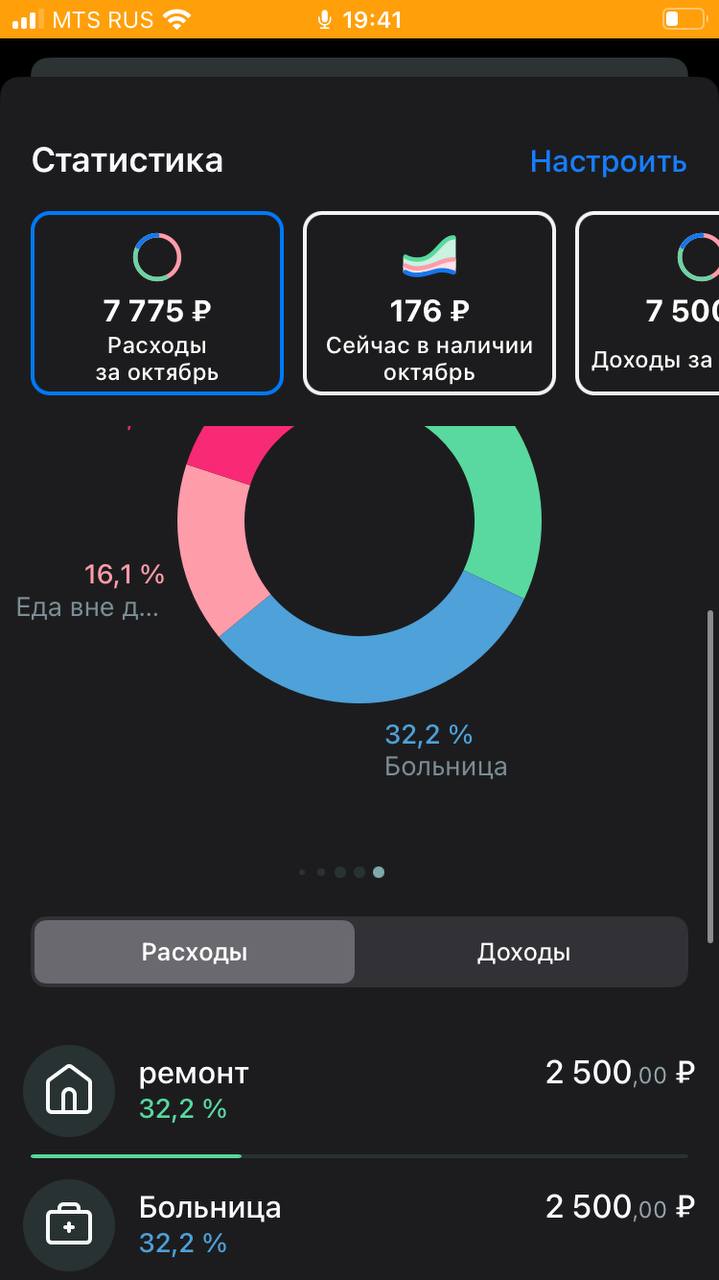 MTS RUS 19:41
Статистика
Настроить
7 775 ₽
Расходы
за октябрь
176 ₽
Сейчас в наличии
октябрь
7 500
Доходы за
16,1 %
Еда вне д...
32,2 %
Больница
Расходы
Доходы
ремонт
2 500,00 ₽
32,2 %
Больница
2 500,00 ₽
32,2 %